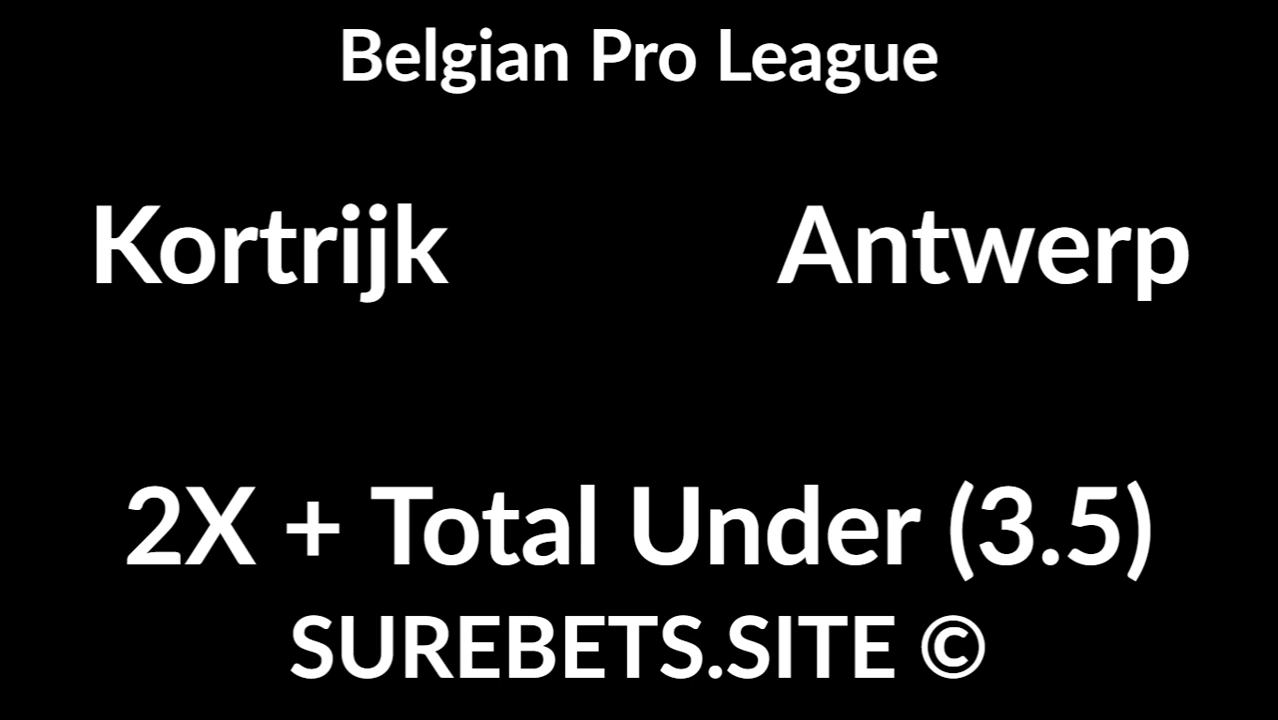 Belgian Pro League
Kortrijk Antwerp
2X + Total Under (3.5)
SUREBETS.SITE ©